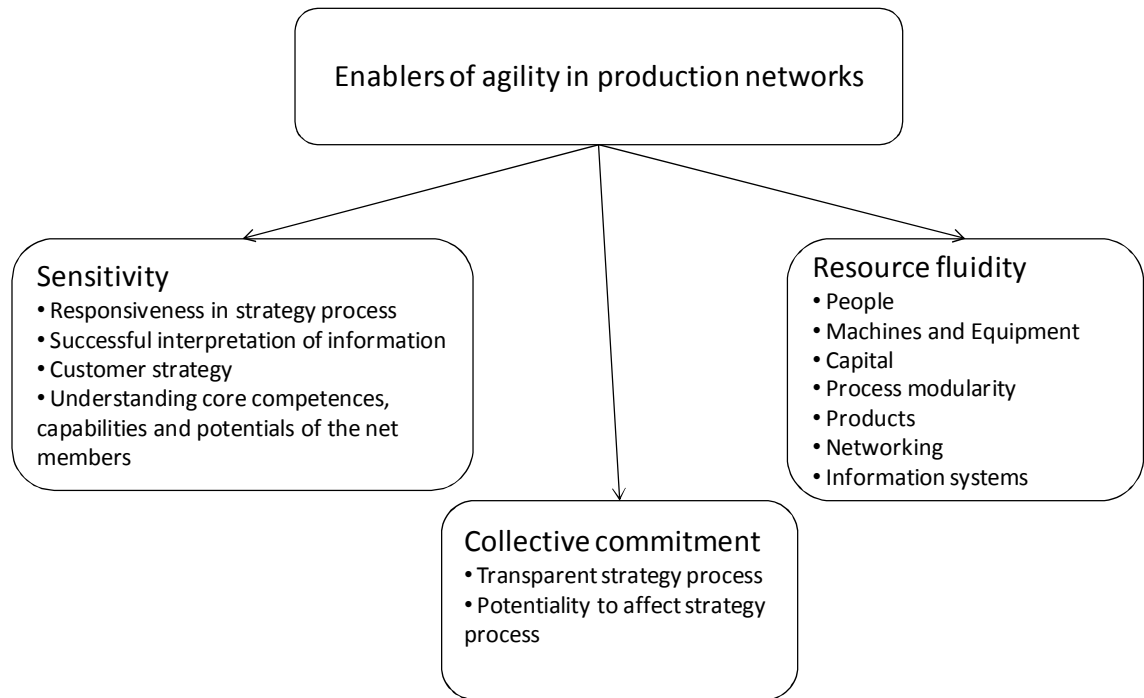 Enablers of agility in production networks
Sensitivity
• Responsiveness in strategy process
• Successful interpretation of information
• Customer strategy
• Understanding core competences,
capabilities and potentials of the net
members
Resource fluidity
• People
• Machines and Equipment
• Capital
• Process modularity
• Products
• Networking
• Information systems
Collective commitment
• Transparent strategy process
• Potentiality to affect strategy
process